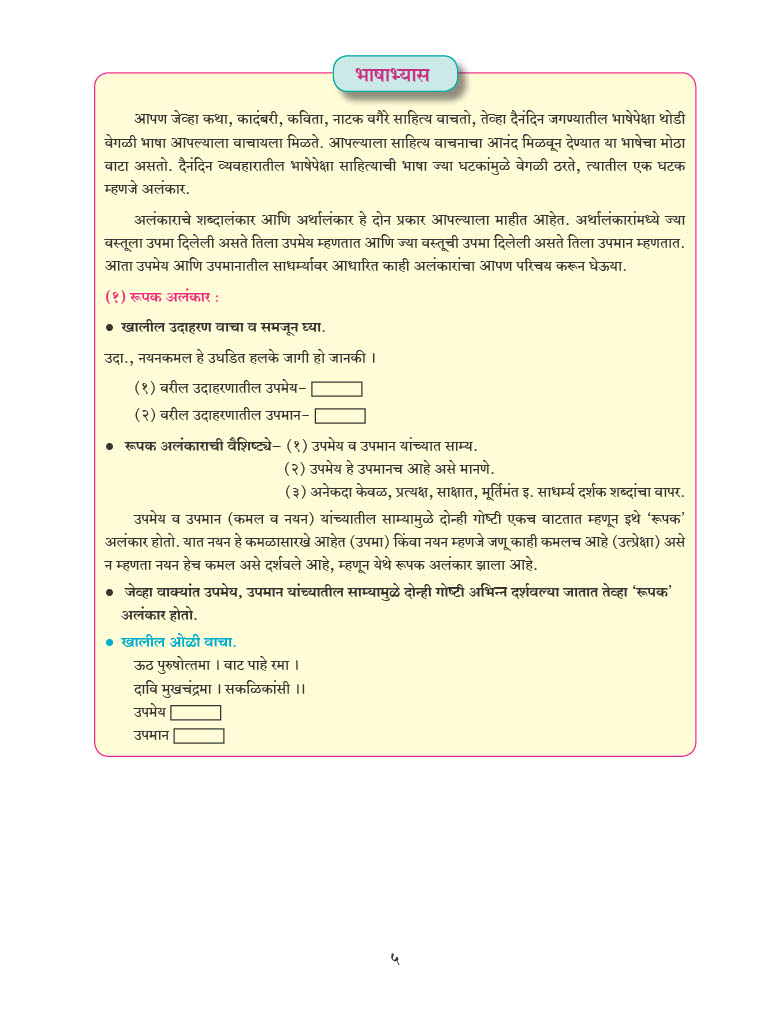 भाषाभ्यास
आपण जेव्हा कथा, कादंबरी, कविता, नाटक वगैरे साहित्य वाचतो, तेव्हा दैनंदिन जगण्यातील भाषेपेक्षा थोडी
वेगळी भाषा आपल्याला वाचायला मिळते. आपल्याला साहित्य वाचनाचा आनंद मिळवून देण्यात या भाषेचा मोठा
वाटा असतो. दैनंदिन व्यवहारातील भाषेपेक्षा साहित्याची भाषा ज्या घटकांमुळे वेगळी ठरते, त्यातील एक घटक
म्हणजे अलंकार.
अलंकाराचे शब्दालंकार आणि अर्थालंकार हे दोन प्रकार आपल्याला माहीत आहेत. अर्थालंकारांमध्ये ज्या
वस्तूला उपमा दिलेली असते तिला उपमेय म्हणतात आणि ज्या वस्तूची उपमा दिलेली असते तिला उपमान म्हणतात.
आता उपमेय आणि उपमानातील साधर्म्यावर आधारित काही अलंकारांचा आपण परिचय करून घेऊया.
(१) रूपक अलंकार :
● खालील उदाहरण वाचा व समजून घ्या.
उदा., नयनकमल हे उघडित हलके जागी हो जानकी ।
(१) वरील उदाहरणातील उपमेय–
(२) वरील उदाहरणातील उपमान–
● रूपक अलंकाराची वैशिष्ट्ये– (१) उपमेय व उपमान यांच्यात साम्य.
(२) उपमेय हे उपमानच आहे असे मानणे.
(३) अनेकदा केवळ, प्रत्यक्ष, साक्षात, मूर्तिमंत इ. साधर्म्य दर्शक शब्दांचा वापर.
उपमेय व उपमान (कमल व नयन) यांच्यातील साम्यामुळे दोन्ही गोष्टी एकच वाटतात म्हणून इथे ‘रूपक’
अलंकार होतो. यात नयन हे कमळासारखे आहेत (उपमा) किंवा नयन म्हणजे जणू काही कमलच आहे (उत्प्रेक्षा) असे
न म्हणता नयन हेच कमल असे दर्शवले आहे, म्हणून येथे रूपक अलंकार झाला आहे.
● जेव्हा वाक्यांत उपमेय, उपमान यांच्यातील साम्यामुळे दोन्ही गोष्टी अभिन्न दर्शवल्या जातात तेव्हा ‘रूपक’
अलंकार होतो.
● खालील ओळी वाचा.
ऊठ पुरुषोत्तमा । वाट पाहे रमा ।
दावि मुखचंद्रमा । सकळिकांसी ।।
उपमेय
उपमान
५